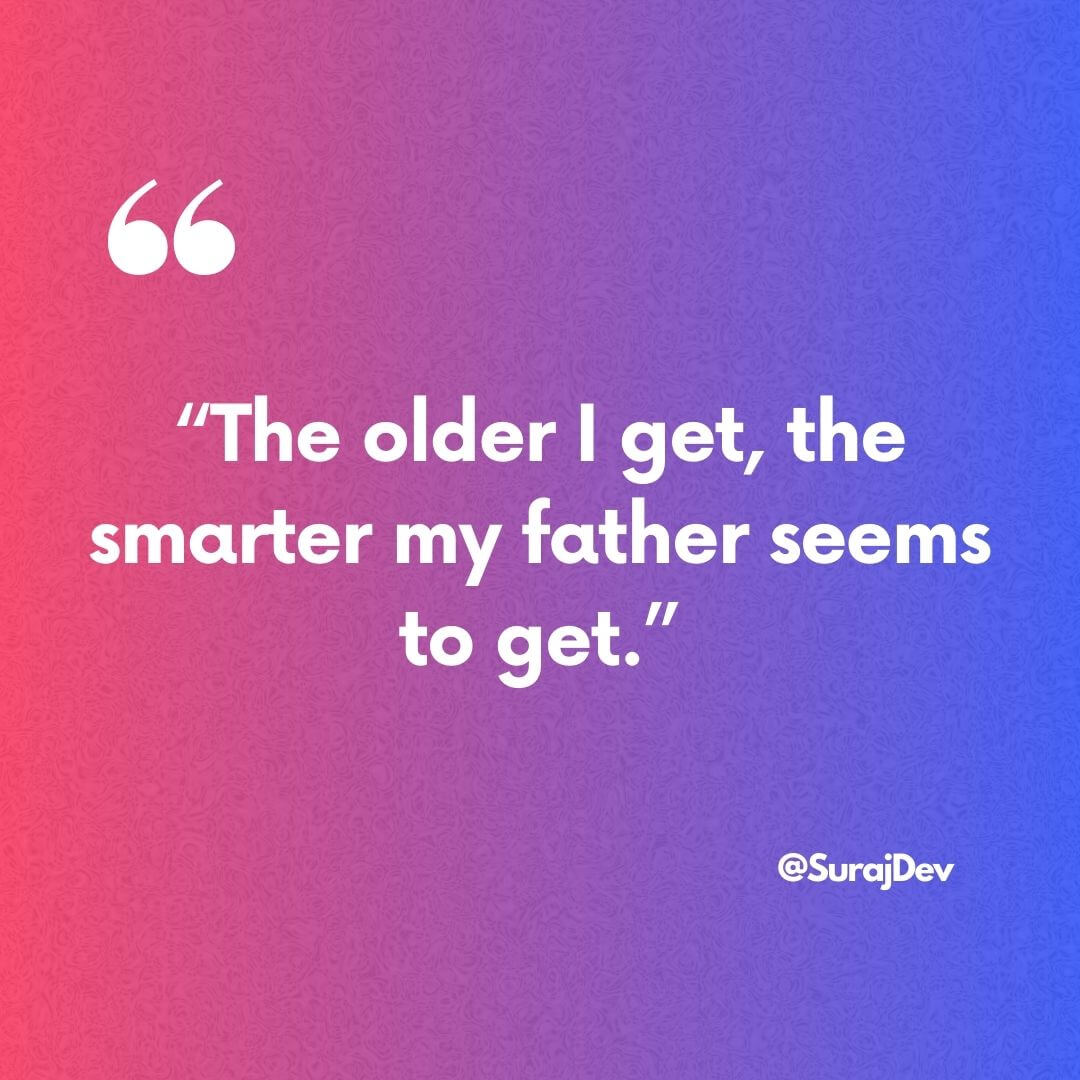 “
“The older I get, the
smarter my father seems
to get.”
@SurajDev